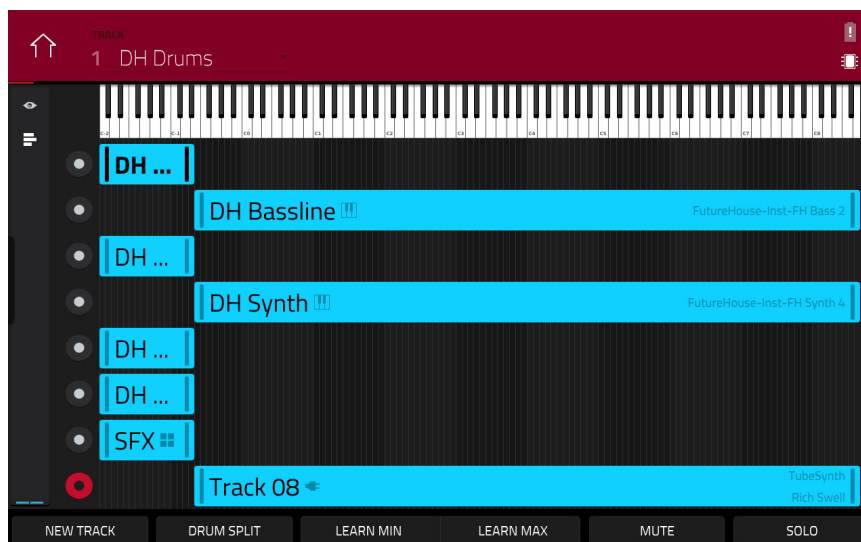 TRACK
1 DH Drums
C-2 C-1 C0 C1 C2 C3 C4 C5 C6 C7 C8
DH ...
DH Bassline FutureHouse-Inst-FH Bass 2
DH ...
DH Synth FutureHouse-Inst-FH Synth 4
DH ...
DH ...
SFX
Track 08 TubeSynth
Rich Swell
NEW TRACK DRUM SPLIT LEARN MIN LEARN MAX MUTE SOLO